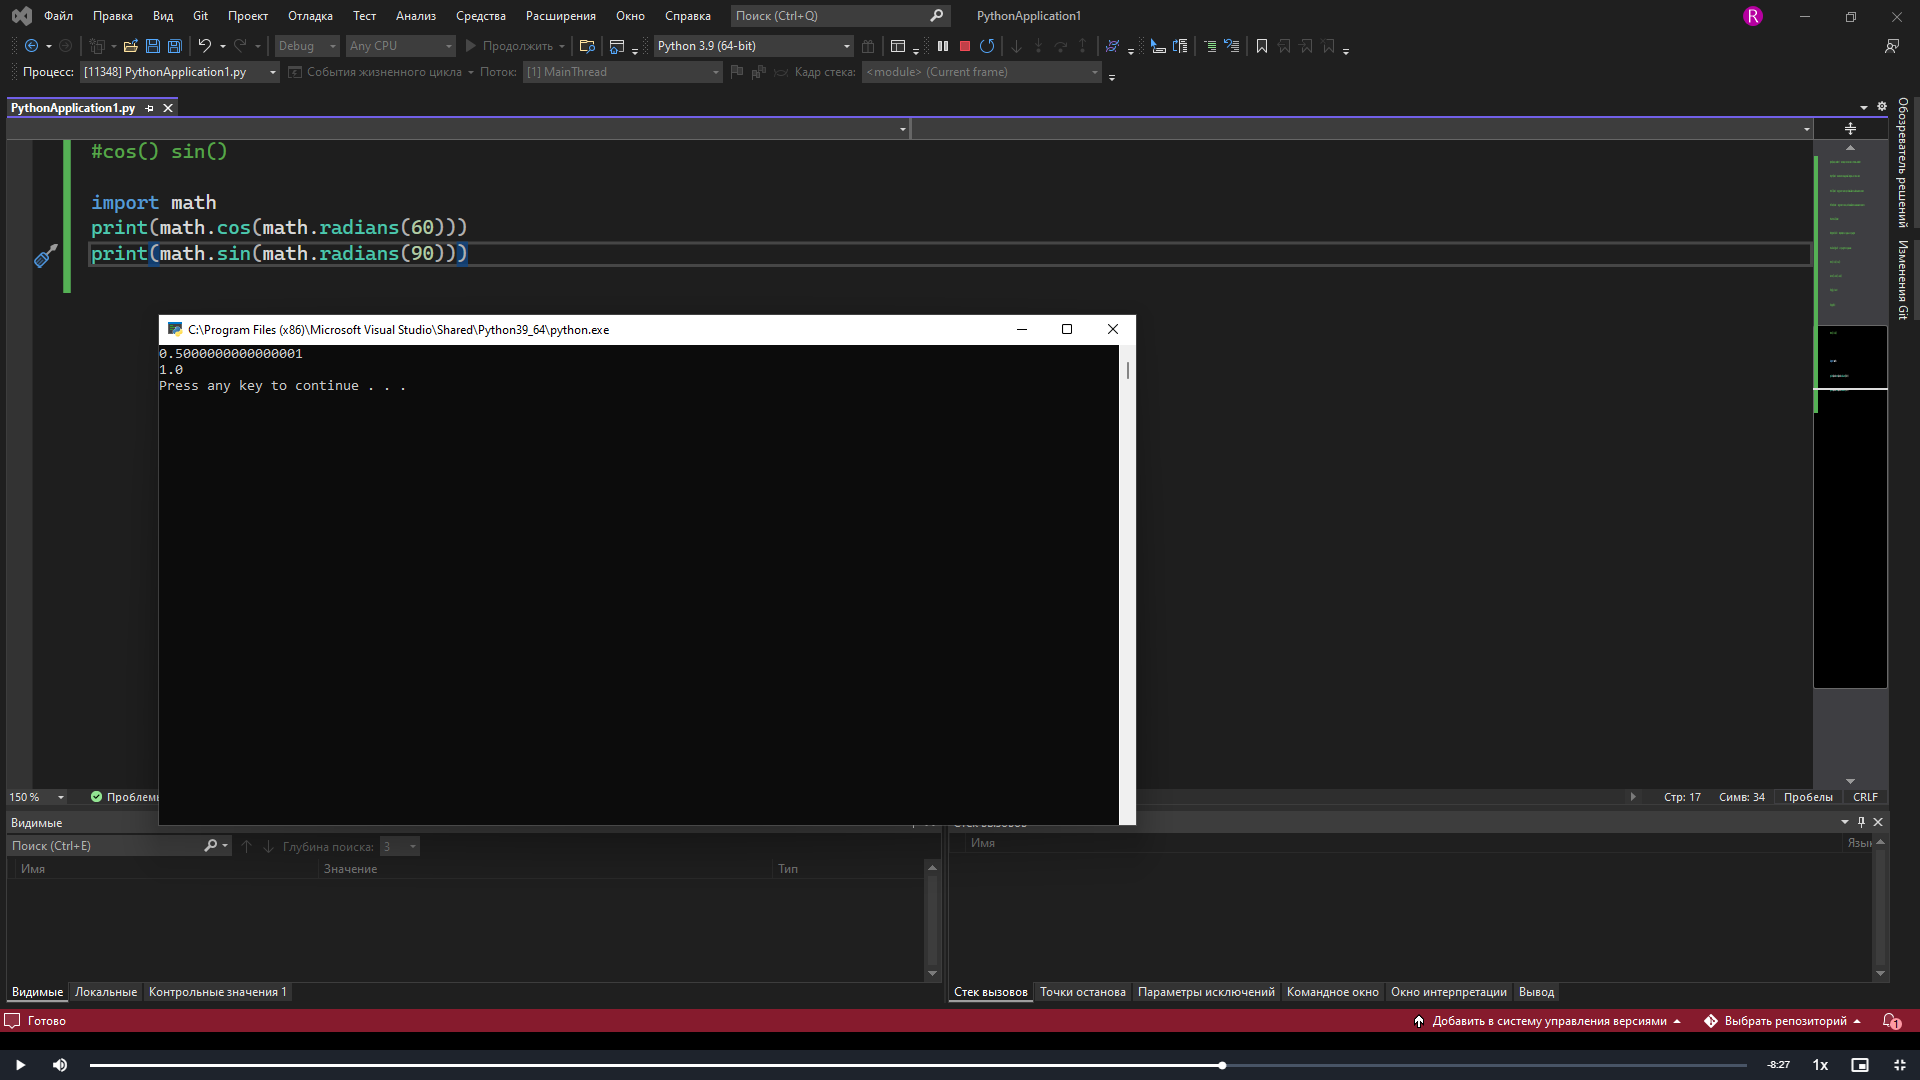 Файл Правка Вид Git Проект Отладка Тест Анализ Средства Расширения Окно Справка Поиск (Ctrl+Q) PythonApplication1 R
Debug Any CPU Продолжить Python 3.9 (64-bit)
Процесс: [11348] PythonApplication1.py События жизненного цикла Поток: [1] MainThread Кадр стека: <module> (Current frame)
PythonApplication1.py
Обозреватель решений
Изменения Git
#cos() sin()
import math
print(math.cos(math.radians(60)))
print(math.sin(math.radians(90)))
C:\Program Files (x86)\Microsoft Visual Studio\Shared\Python39_64\python.exe
0.5000000000000001
1.0
Press any key to continue . . .
150 % Стр: 17 Симв: 34 Пробелы CRLF
Видимые
Поиск (Ctrl+E) Глубина поиска: 3
Имя Значение Тип
Имя
Видимые Локальные Контрольные значения 1
Стек вызовов Точки останова Параметры исключений Командное окно Окно интерпретации Вывод
Готово Добавить в систему управления версиями Выбрать репозиторий 1
-8:27 1x